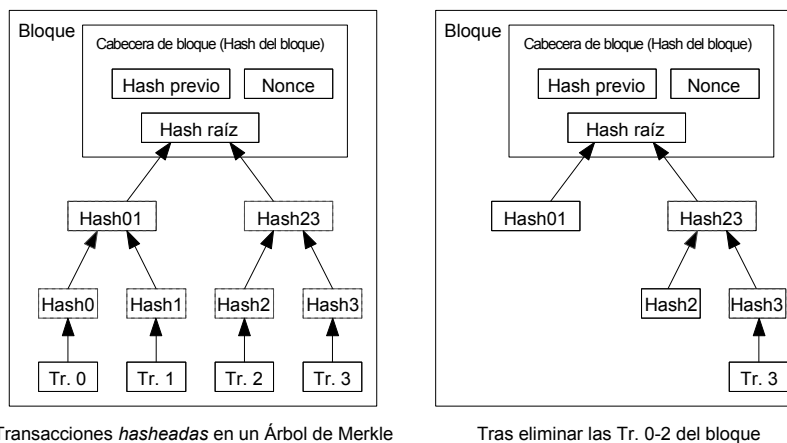 Bloque
Cabecera de bloque (Hash del bloque)
Hash previo
Nonce
Hash raíz
Hash01
Hash23
Hash0
Hash1
Hash2
Hash3
Tr. 0
Tr. 1
Tr. 2
Tr. 3
Transacciones hasheadas en un Árbol de Merkle
Bloque
Cabecera de bloque (Hash del bloque)
Hash previo
Nonce
Hash raíz
Hash01
Hash23
Hash2
Hash3
Tr. 3
Tras eliminar las Tr. 0-2 del bloque